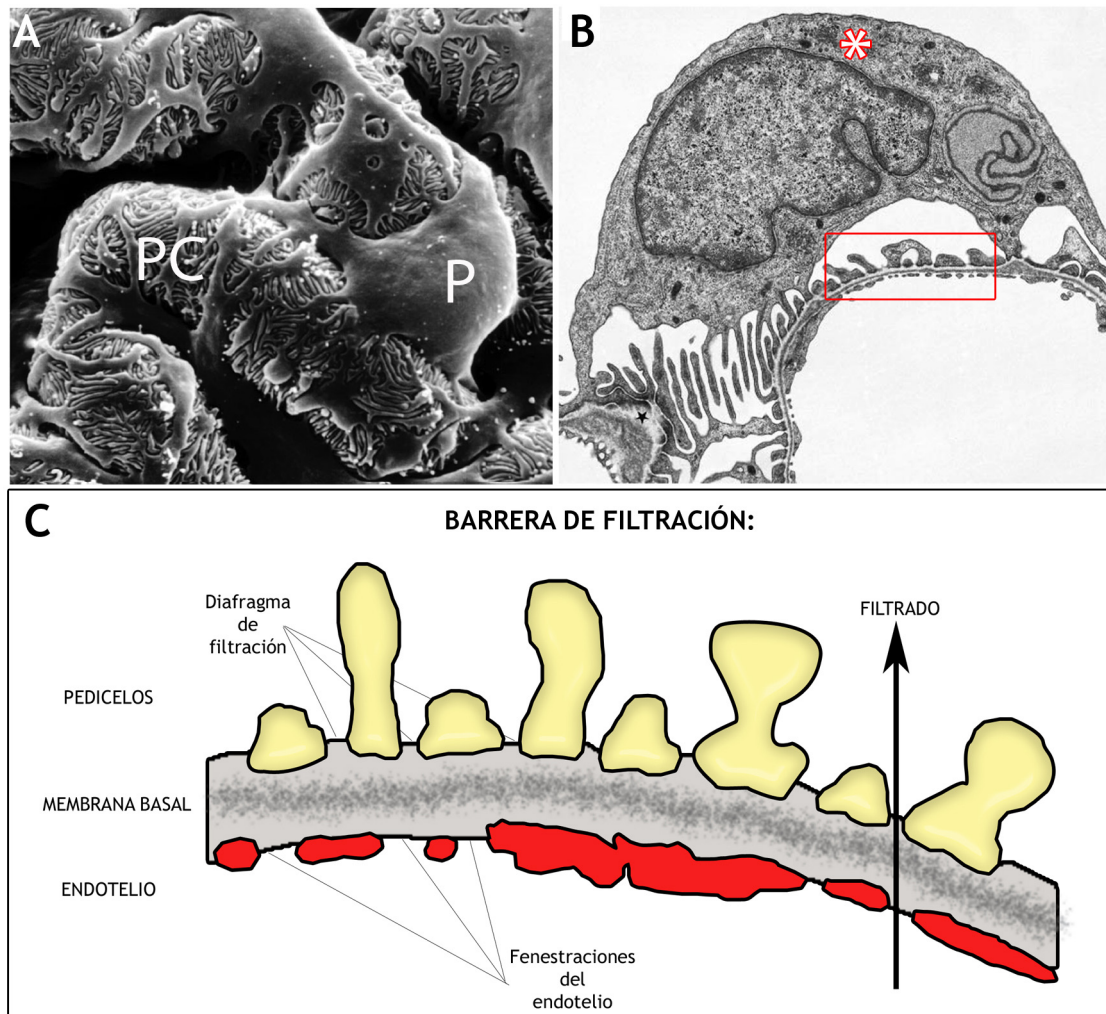 A
B
PC
P
C
BARRERA DE FILTRACIÓN:
Diafragma
de
filtración
FILTRADO
PEDICELOS
MEMBRANA BASAL
ENDOTELIO
Fenestraciones
del
endotelio